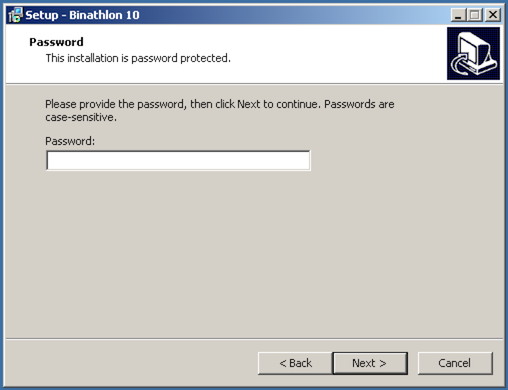 Setup - Binathlon 10
Password
This installation is password protected.
Please provide the password, then click Next to continue. Passwords are
case-sensitive.
Password:
< Back
Next >
Cancel